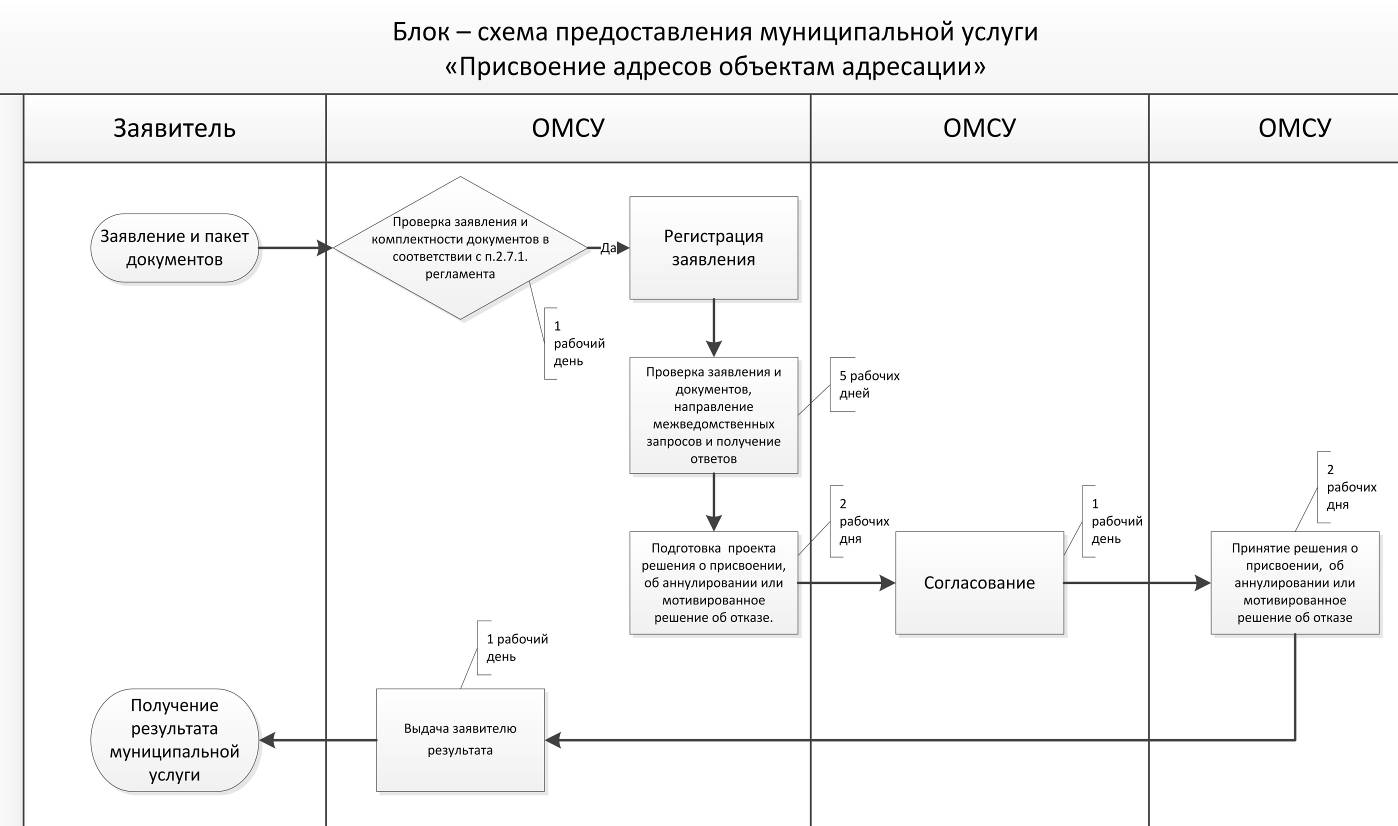 Блок – схема предоставления муниципальной услуги
«Присвоение адресов объектам адресации»
Заявитель
ОМСУ
ОМСУ
ОМСУ
Заявление и пакет
документов
Проверка заявления и
комплектности документов в
соответствии с п.2.7.1.
регламента
Да
Регистрация
заявления
1
рабочий
день
Проверка заявления и
документов,
направление
межведомственных
запросов и получение
ответов
5 рабочих
дней
Подготовка проекта
решения о присвоении,
об аннулировании или
мотивированное
решение об отказе.
2
рабочих
дня
Согласование
1
рабочий
день
Принятие решения о
присвоении, об
аннулировании или
мотивированное
решение об отказе
2
рабочих
дня
Выдача заявителю
результата
1 рабочий
день
Получение
результата
муниципальной
услуги